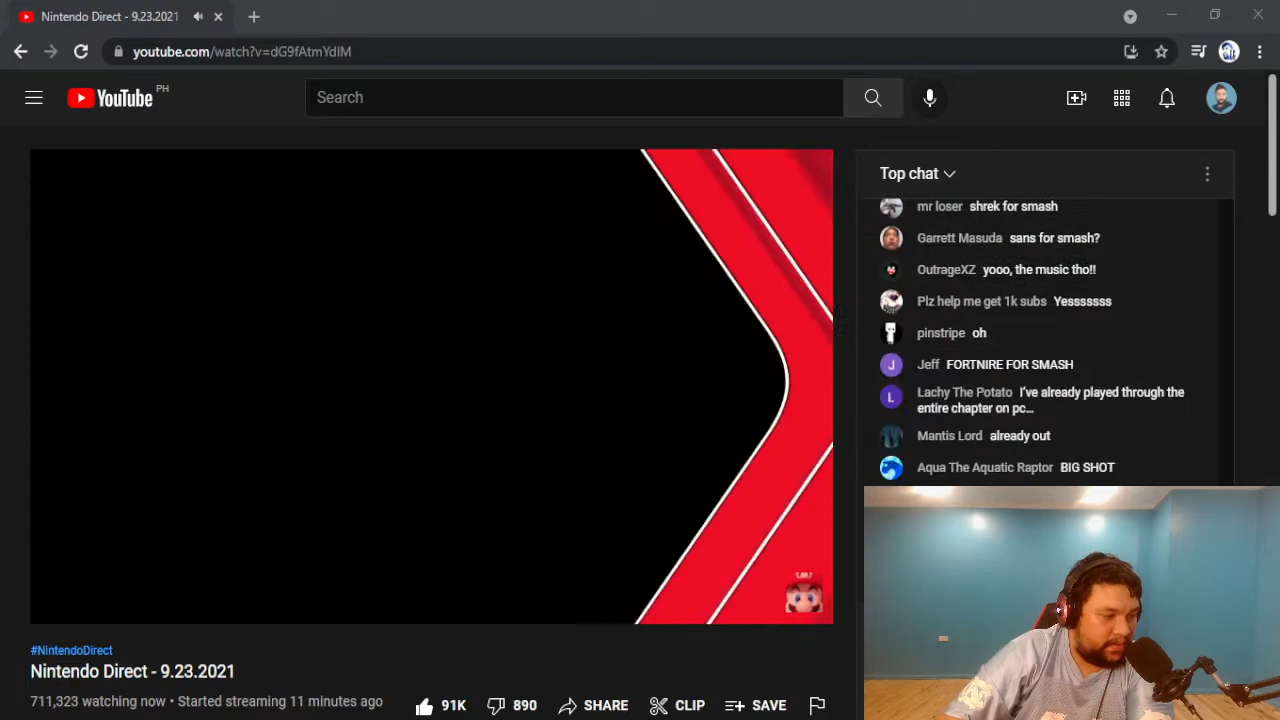 Nintendo Direct - 9.23.2021
youtube.com/watch?v=dG9fAtmYdlM
YouTube PH
Search
Top chat
mr loser shrek for smash
Garrett Masuda sans for smash?
OutrageXZ yooo, the music tho!!
Plz help me get 1k subs Yesssssss
pinstripe oh
J Jeff FORTNIRE FOR SMASH
L Lachy The Potato I've already played through the
entire chapter on pc...
Mantis Lord already out
Aqua The Aquatic Raptor BIG SHOT
#NintendoDirect
Nintendo Direct - 9.23.2021
711,323 watching now • Started streaming 11 minutes ago
91K 890 SHARE CLIP SAVE